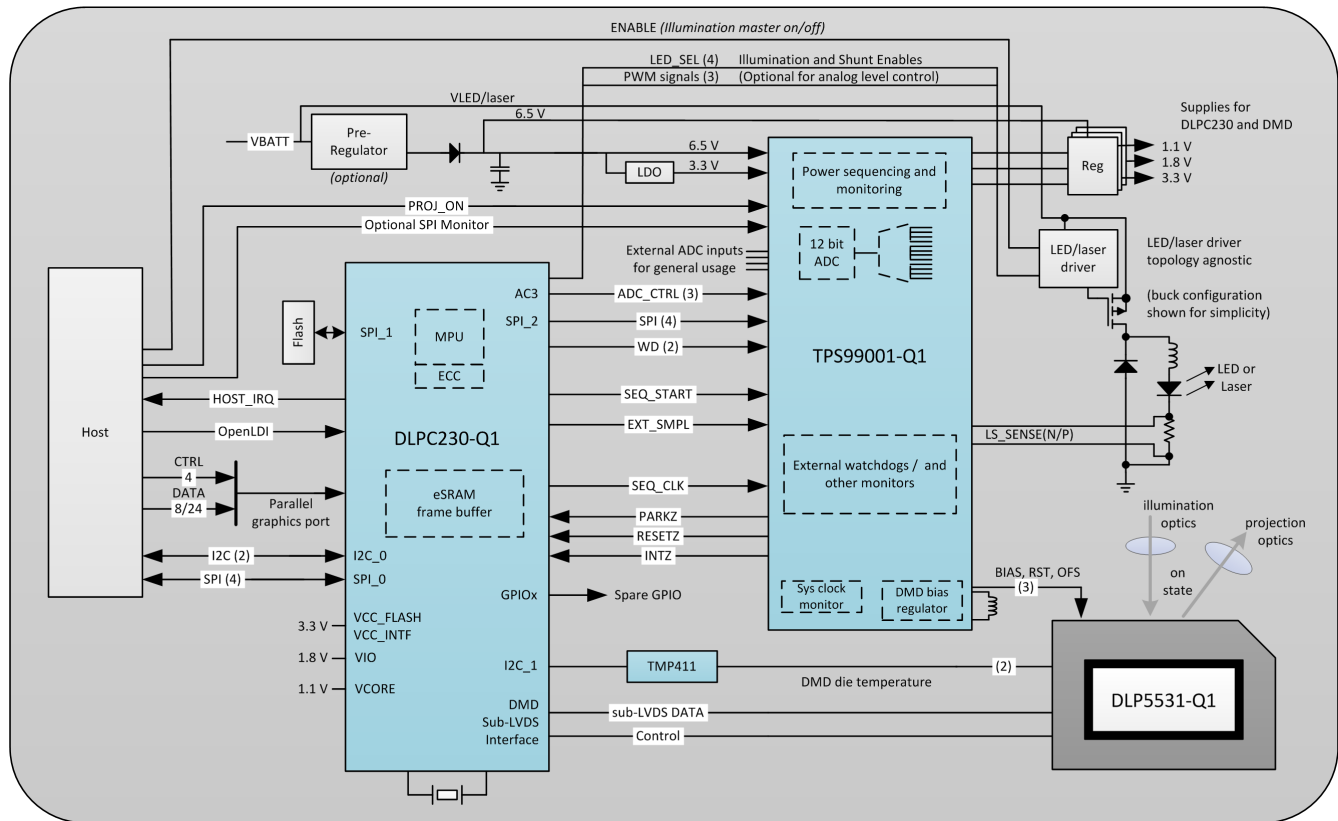 ENABLE (Illumination master on/off)
LED_SEL (4) Illumination and Shunt Enables
PWM signals (3) (Optional for analog level control)
VLED/laser
6.5 V
Supplies for
DLPC230 and DMD
VBATT
Pre-
Regulator
(optional)
6.5 V
LDO
3.3 V
Power sequencing and
monitoring
Reg
1.1 V
1.8 V
3.3 V
PROJ_ON
Optional SPI Monitor
External ADC inputs
for general usage
12 bit
ADC
LED/laser
driver
LED/laser driver
topology agnostic
(buck configuration
shown for simplicity)
AC3
ADC_CTRL (3)
Flash
SPI_1
MPU
ECC
SPI_2
SPI (4)
WD (2)
TPS99001-Q1
LED or
Laser
HOST_IRQ
SEQ_START
Host
OpenLDI
DLPC230-Q1
EXT_SMPL
LS_SENSE(N/P)
CTRL
4
DATA
8/24
Parallel
graphics port
eSRAM
frame buffer
SEQ_CLK
External watchdogs / and
other monitors
PARKZ
RESETZ
INTZ
illumination
optics
projection
optics
on
state
I2C (2)
I2C_0
SPI (4)
SPI_0
GPIOx
Spare GPIO
Sys clock
monitor
DMD bias
regulator
BIAS, RST, OFS
(3)
3.3 V
VCC_FLASH
VCC_INTF
1.8 V
VIO
1.1 V
VCORE
I2C_1
TMP411
(2)
DMD die temperature
DLP5531-Q1
DMD
Sub-LVDS
Interface
sub-LVDS DATA
Control